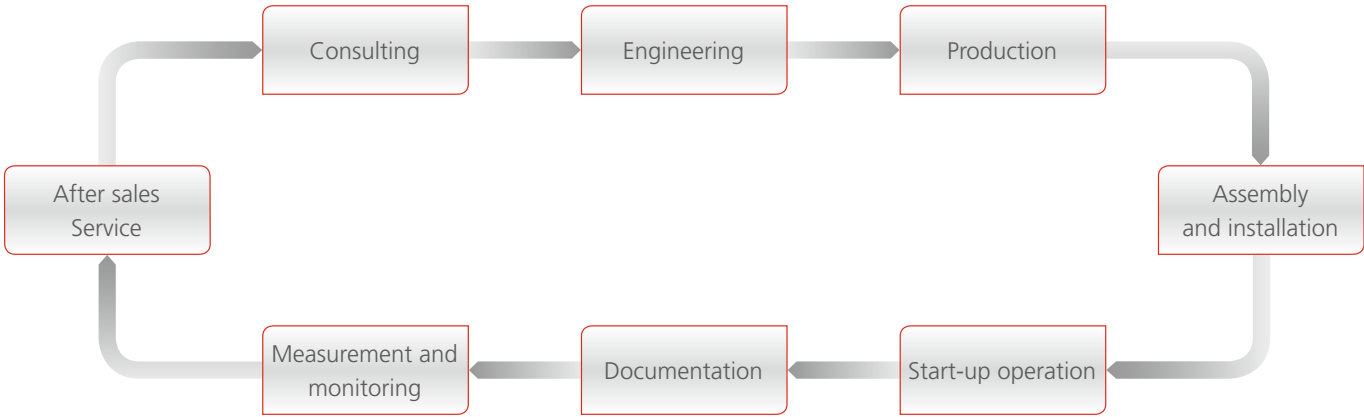 Consulting
Engineering
Production
After sales
Service
Assembly
and installation
Measurement and
monitoring
Documentation
Start-up operation